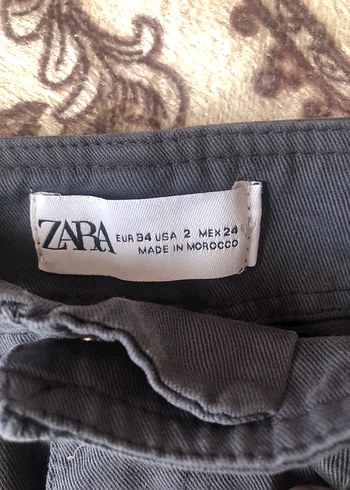 ZARA
EUR 34 USA 2 MEX 24
MADE IN MOROCCO